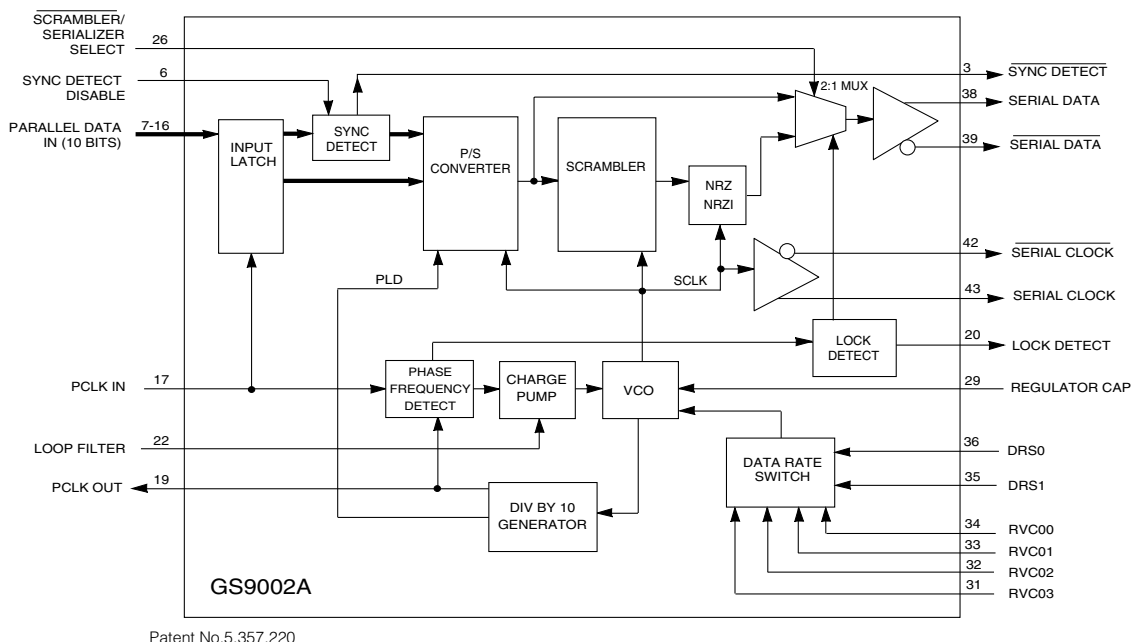 SCRAMBLER/
SERIALIZER
SELECT
26
SYNC DETECT
DISABLE
6
PARALLEL DATA
IN (10 BITS)
7-16
INPUT
LATCH
SYNC
DETECT
P/S
CONVERTER
SCRAMBLER
NRZ
NRZI
2:1 MUX
3
SYNC DETECT
38
SERIAL DATA
39
SERIAL DATA
42
SERIAL CLOCK
43
SERIAL CLOCK
PLD
SCLK
LOCK
DETECT
20
LOCK DETECT
PCLK IN
17
PHASE
FREQUENCY
DETECT
CHARGE
PUMP
VCO
29
REGULATOR CAP
LOOP FILTER
22
PCLK OUT
19
DIV BY 10
GENERATOR
DATA RATE
SWITCH
36
DRS0
35
DRS1
34
RVC00
33
RVC01
32
RVC02
31
RVC03
GS9002A
Patent No.5,357,220